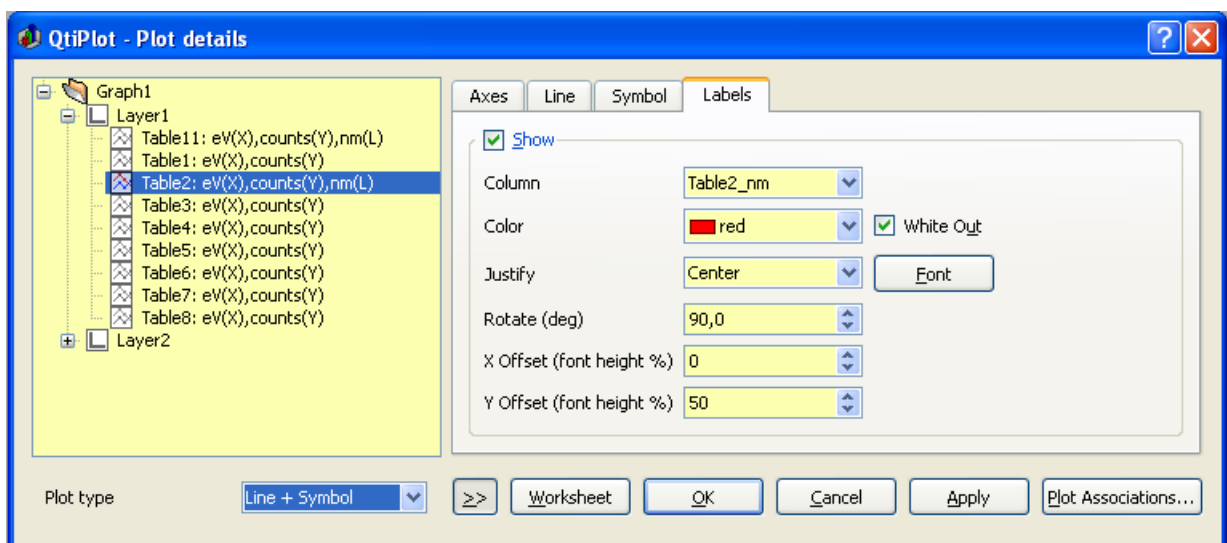 QtiPlot - Plot details
Graph1
Layer1
Table11: eV(X),counts(Y),nm(L)
Table1: eV(X),counts(Y)
Table2: eV(X),counts(Y),nm(L)
Table3: eV(X),counts(Y)
Table4: eV(X),counts(Y)
Table5: eV(X),counts(Y)
Table6: eV(X),counts(Y)
Table7: eV(X),counts(Y)
Table8: eV(X),counts(Y)
Layer2
Axes Line Symbol Labels
Show
Column Table2_nm
Color red White Out
Justify Center Font
Rotate (deg) 90,0
X Offset (font height %) 0
Y Offset (font height %) 50
Plot type Line + Symbol >> Worksheet OK Cancel Apply Plot Associations...